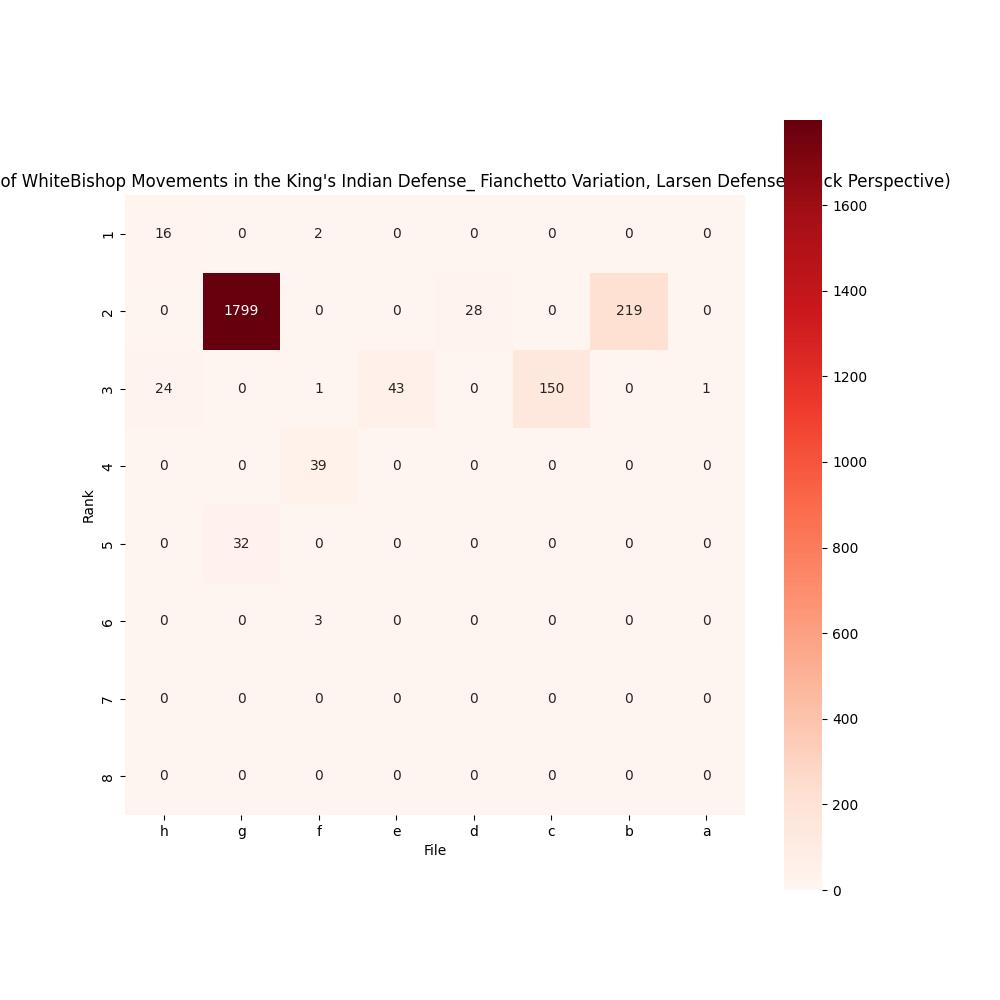 of WhiteBishop Movements in the King's Indian Defense_ Fianchetto Variation, Larsen Defense ck Perspective)
1 16 0 2 0 0 0 0 0
2 0 1799 0 0 28 0 219 0
3 24 0 1 43 0 150 0 1
4 0 0 39 0 0 0 0 0
5 0 32 0 0 0 0 0 0
6 0 0 3 0 0 0 0 0
7 0 0 0 0 0 0 0 0
8 0 0 0 0 0 0 0 0
h g f e d c b a
File
Rank
1600
1400
1200
1000
800
600
400
200
0